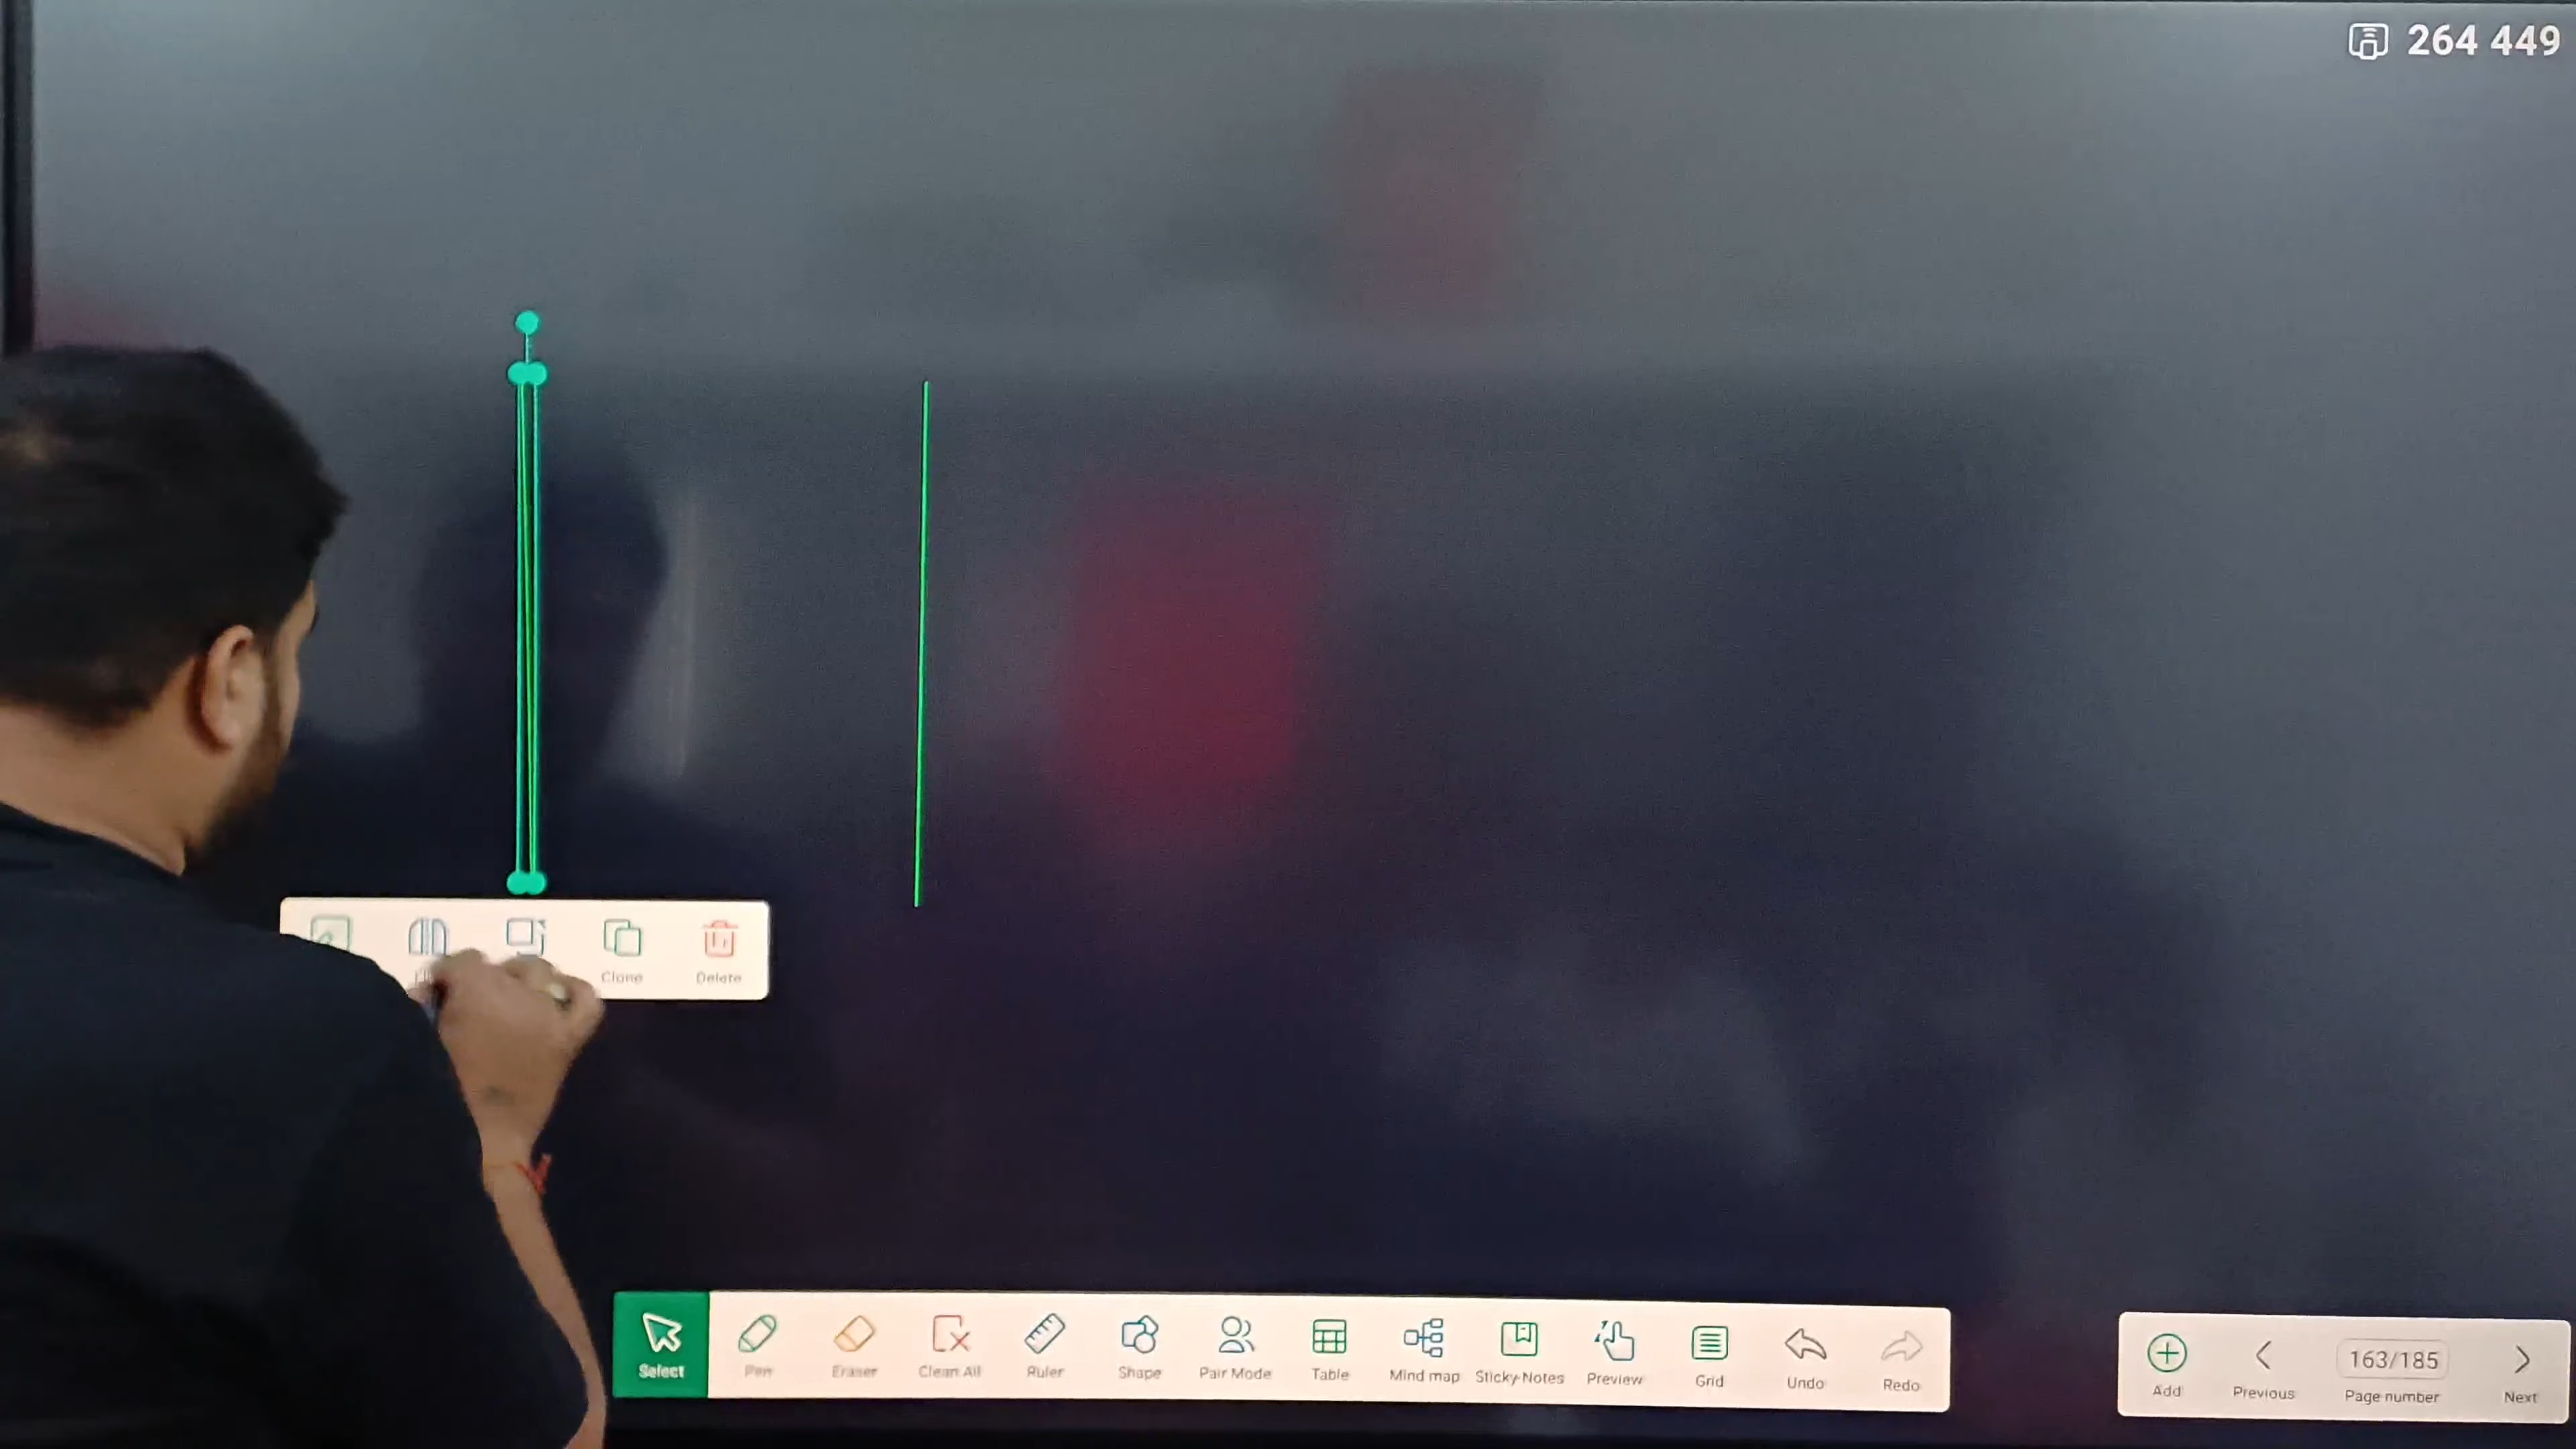 264 449
Clone Delete
Select Pen Eraser Clean All Ruler Shape Pair Mode Table Mind map Sticky Notes Preview Grid Undo Redo
Add Previous 163/185 Page number Next